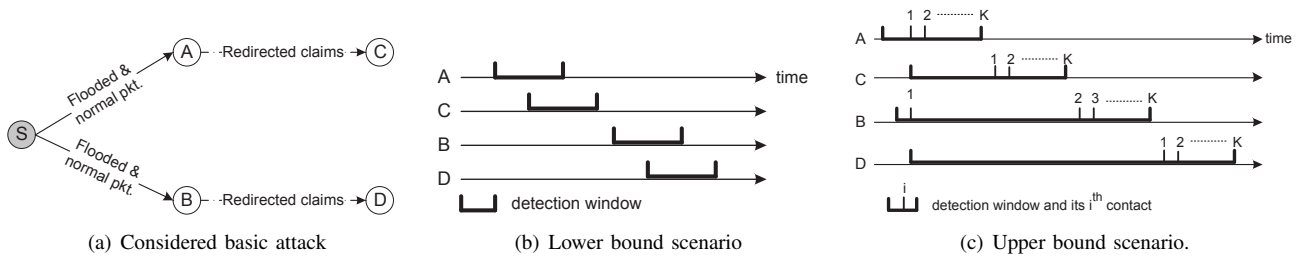 A
Redirected claims
C
Flooded &
normal pkt.
S
Flooded &
normal pkt.
B
Redirected claims
D
(a) Considered basic attack
A
time
C
B
D
detection window
(b) Lower bound scenario
1 2 ............ K
A
time
1 2 ............ K
C
1 2 3 ............ K
B
1 2 ............ K
D
i
detection window and its ith contact
(c) Upper bound scenario.